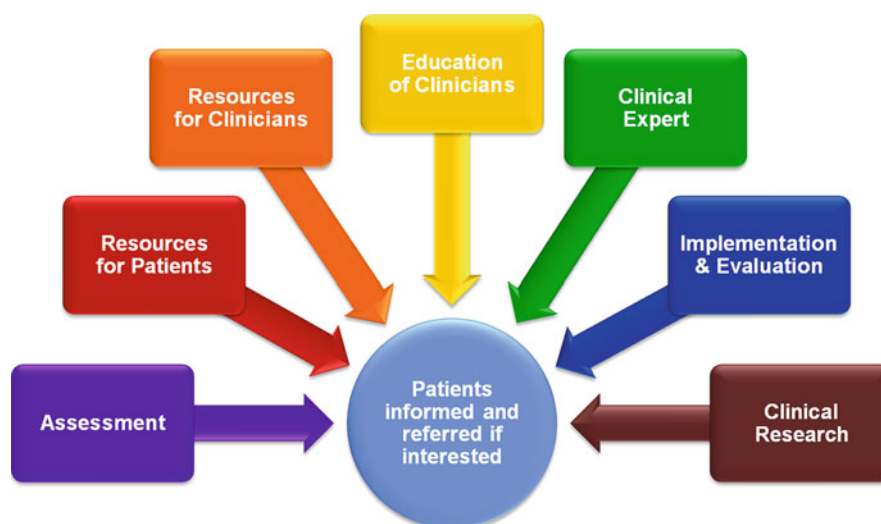 Education
of Clinicians
Resources
for Clinicians
Clinical
Expert
Resources
for Patients
Implementation
& Evaluation
Assessment
Patients
informed and
referred if
interested
Clinical
Research